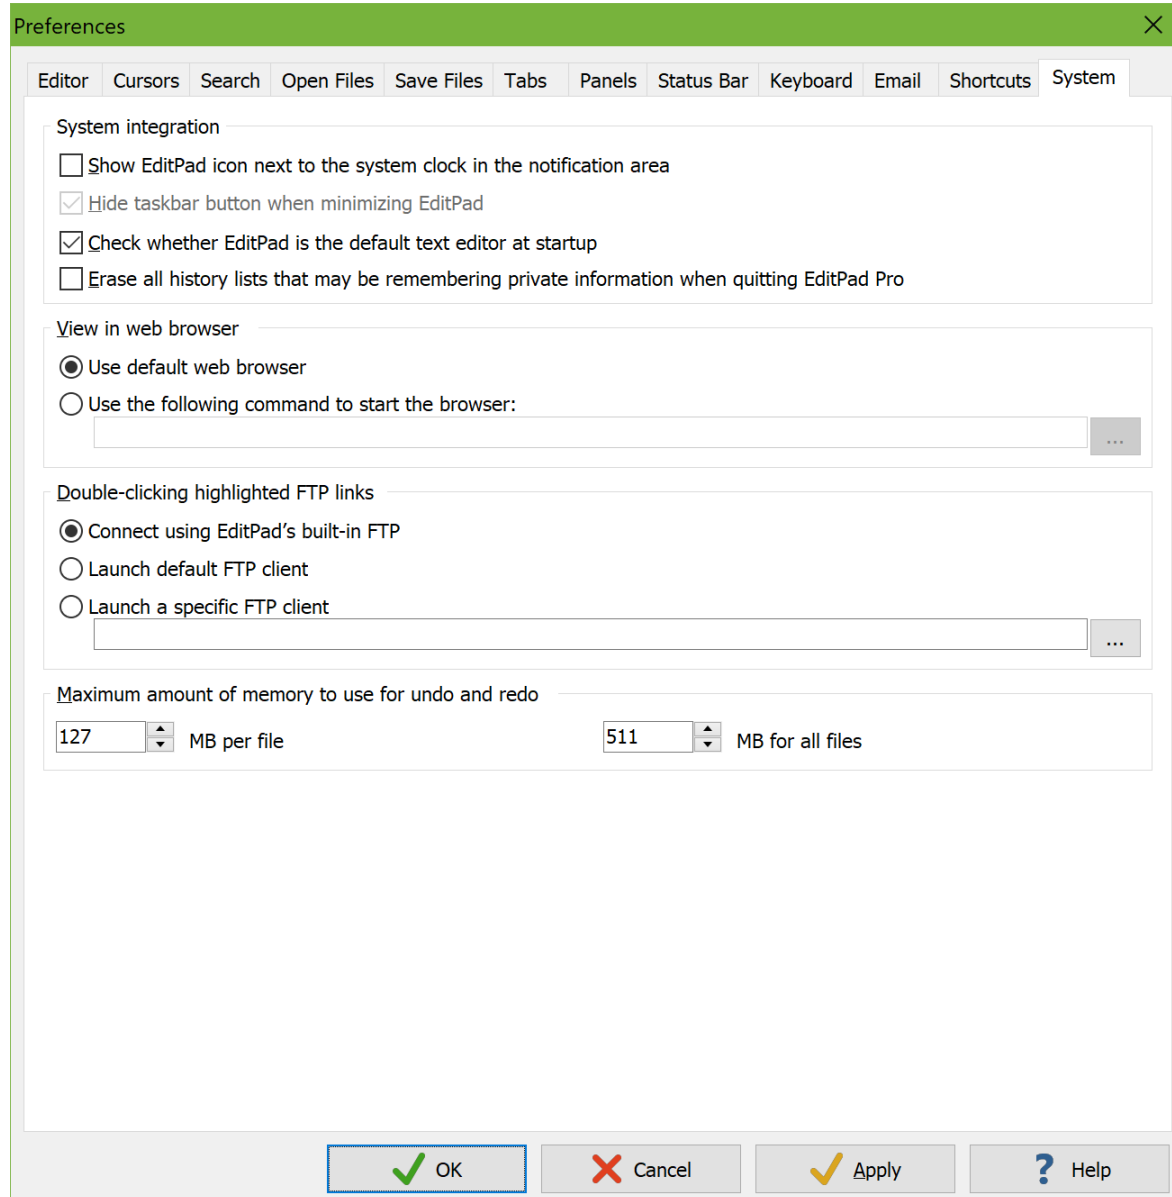 Preferences
Editor Cursors Search Open Files Save Files Tabs Panels Status Bar Keyboard Email Shortcuts System
System integration
Show EditPad icon next to the system clock in the notification area
Hide taskbar button when minimizing EditPad
Check whether EditPad is the default text editor at startup
Erase all history lists that may be remembering private information when quitting EditPad Pro
View in web browser
Use default web browser
Use the following command to start the browser:
...
Double-clicking highlighted FTP links
Connect using EditPad's built-in FTP
Launch default FTP client
Launch a specific FTP client
...
Maximum amount of memory to use for undo and redo
127 MB per file 511 MB for all files
OK Cancel Apply ? Help